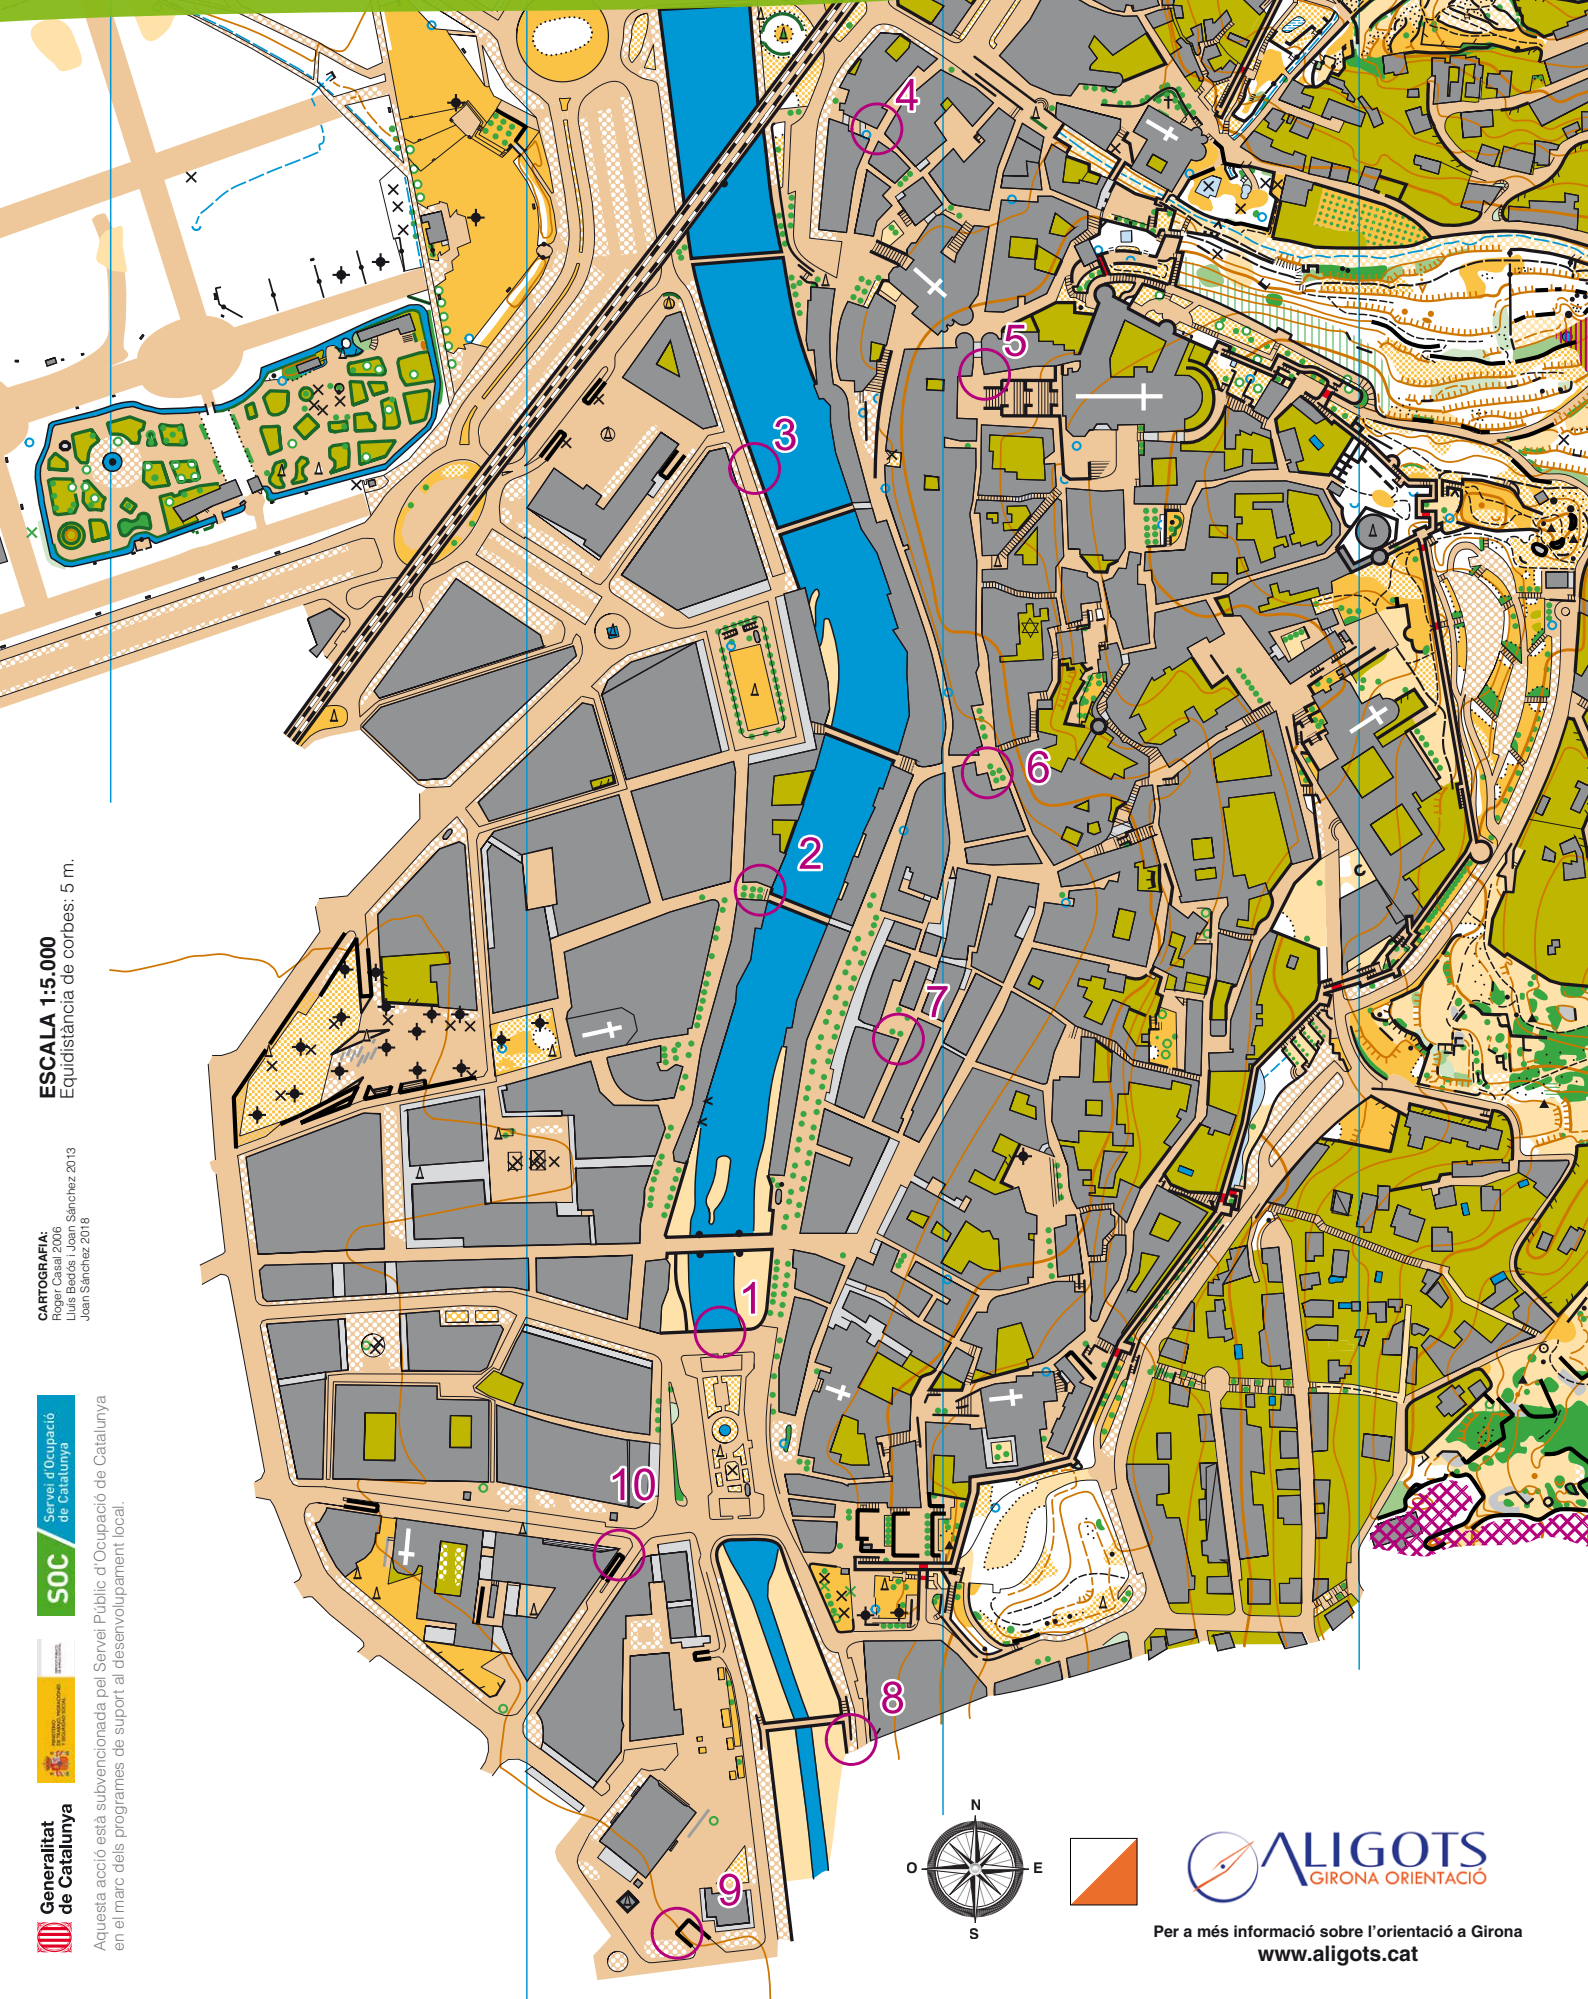 4
5
3
6
2
7
1
10
8
9
ESCALA 1:5.000
Equidistància de corbes: 5 m.
CARTOGRAFIA:
Roger Casal 2006
Lluís Bedós i Joan Sánchez 2013
Joan Sánchez 2018
SOC
Servei d'Ocupació
de Catalunya
Generalitat
de Catalunya
Aquesta acció està subvencionada pel Servei Públic d'Ocupació de Catalunya
en el marc dels programes de suport al desenvolupament local.
N
O
E
S
ALIGOTS
GIRONA ORIENTACIÓ
Per a més informació sobre l'orientació a Girona
www.aligots.cat